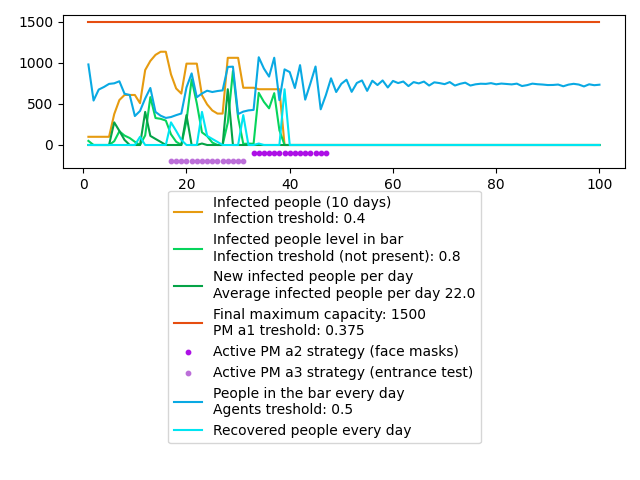 1500
1000
500
0
0 20 40 60 80 100
Infected people (10 days)
Infection treshold: 0.4
Infected people level in bar
Infection treshold (not present): 0.8
New infected people per day
Average infected people per day 22.0
Final maximum capacity: 1500
PM a1 treshold: 0.375
Active PM a2 strategy (face masks)
Active PM a3 strategy (entrance test)
People in the bar every day
Agents treshold: 0.5
Recovered people every day